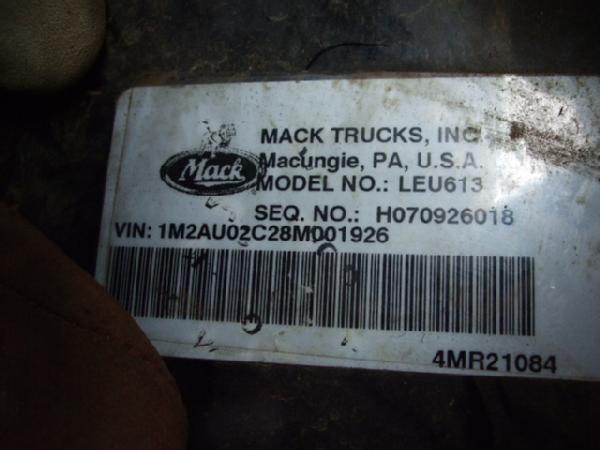 Mack
MACK TRUCKS, INC
Macungie, PA, U.S.A.
MODEL NO.: LEU613
SEQ. NO.: H070926018
VIN: 1M2AU02C28M001926
4MR21084